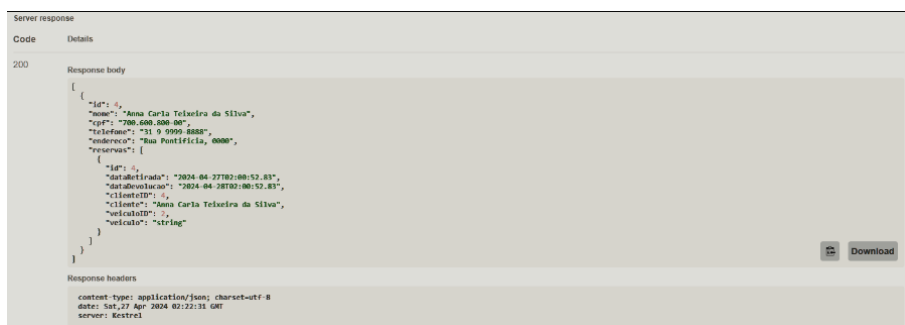 Server response
Code Details
200
Response body
[
{
"id": 4,
"nome": "Anna Carla Teixeira da Silva",
"cpf": "700.600.800-00",
"telefone": "31 9 9999-8888",
"endereco": "Rua Pontificia, 0000",
"reservas": [
{
"id": 4,
"dataRetirada": "2024-04-27T02:00:52.83",
"dataDevolucao": "2024-04-28T02:00:52.83",
"clienteID": 4,
"cliente": "Anna Carla Teixeira da Silva",
"veiculoID": 2,
"veiculo": "string"
}
]
}
]
Download
Response headers
content-type: application/json; charset=utf-8
date: Sat,27 Apr 2024 02:22:31 GMT
server: Kestrel